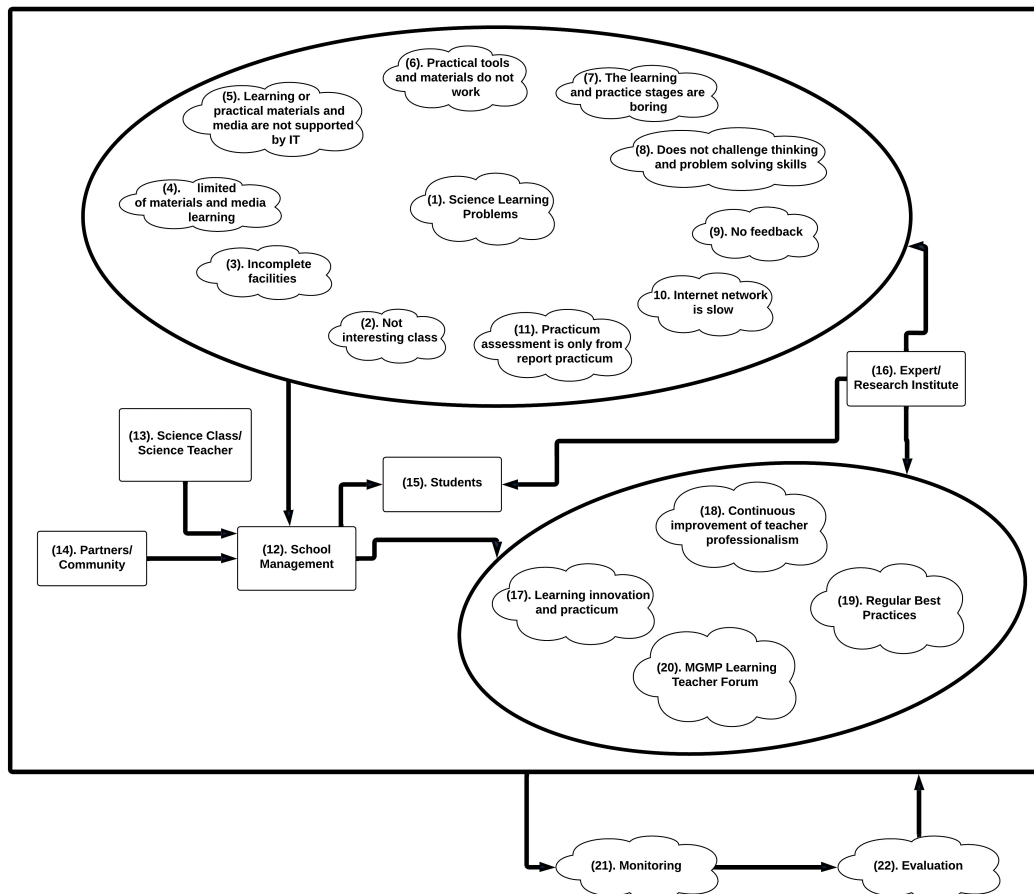 (6). Practical tools
and materials do not
work
(7). The learning
and practice stages are
boring
(5). Learning or
practical materials and
media are not supported
by IT
(8). Does not challenge thinking
and problem solving skills
(4). limited
of materials and media
learning
(1). Science Learning
Problems
(9). No feedback
(3). Incomplete
facilities
10. Internet network
is slow
(2). Not
interesting class
(11). Practicum
assessment is only from
report practicum
(16). Expert/
Research Institute
(13). Science Class/
Science Teacher
(15). Students
(14). Partners/
Community
(12). School
Management
(18). Continuous
improvement of teacher
professionalism
(17). Learning innovation
and practicum
(19). Regular Best
Practices
(20). MGMP Learning
Teacher Forum
(21). Monitoring
(22). Evaluation